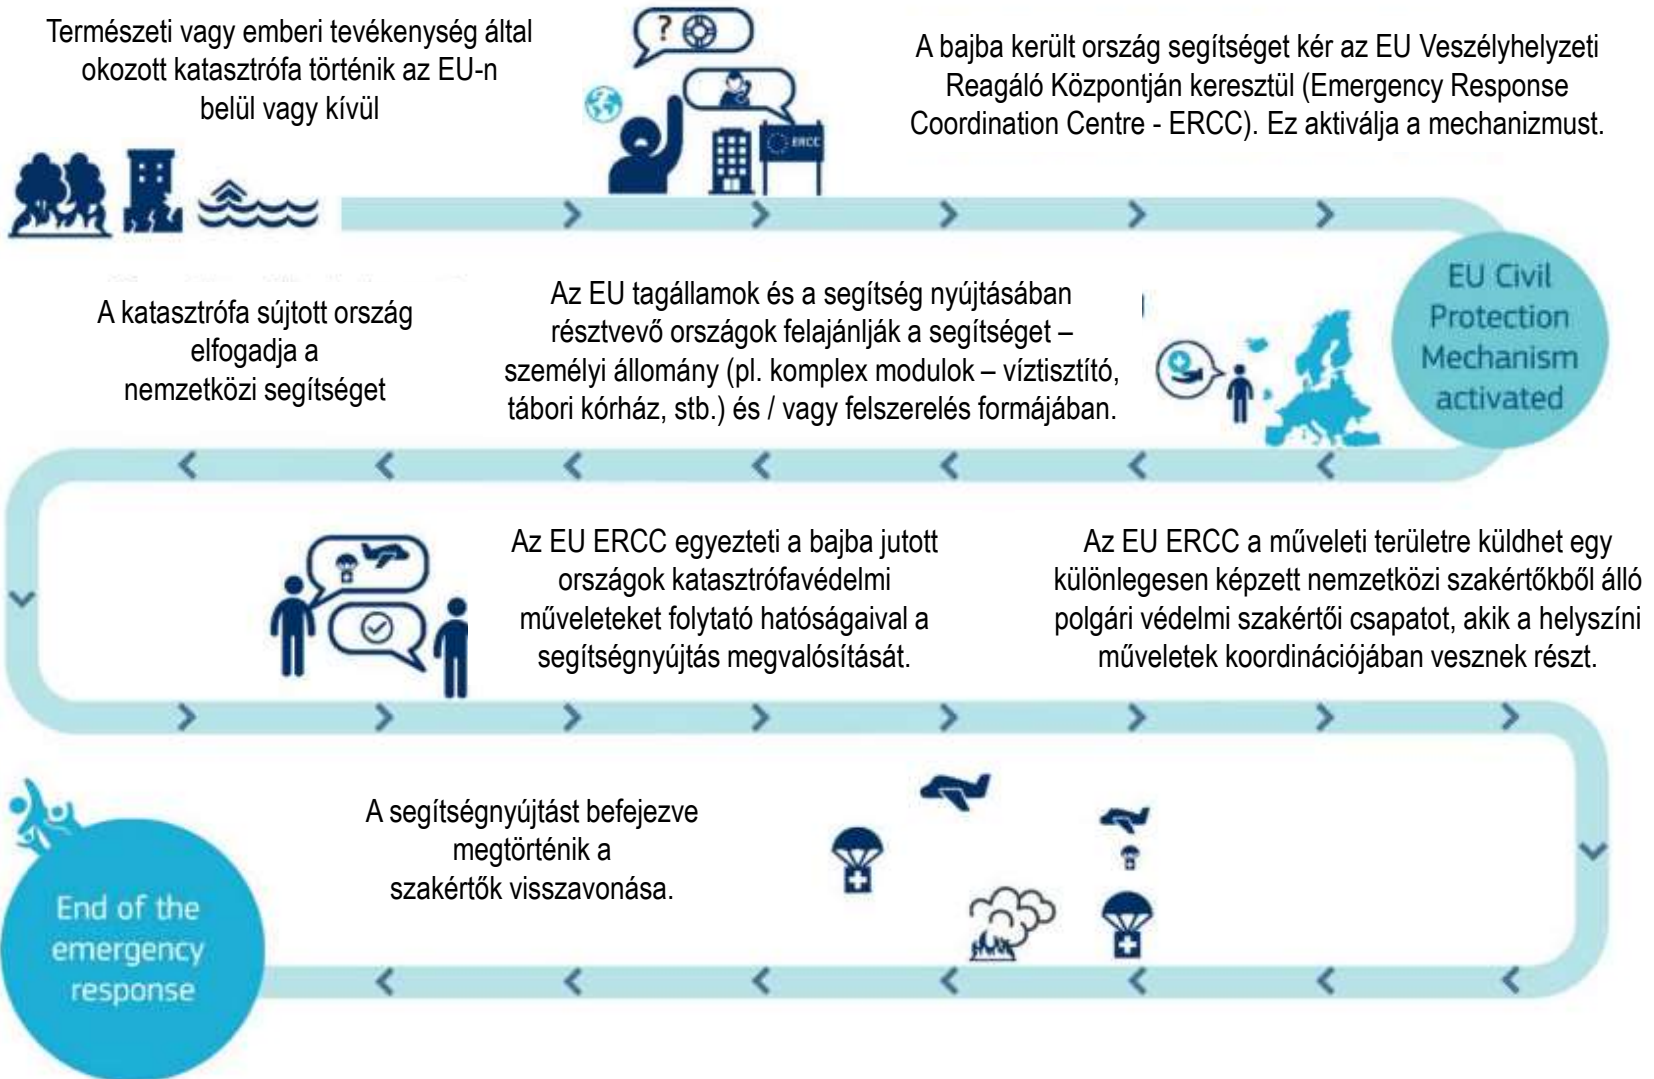 Természeti vagy emberi tevékenység által
okozott katasztrófa történik az EU-n
belül vagy kívül
?
ERCC
A bajba került ország segítséget kér az EU Veszélyhelyzeti
Reagáló Központján keresztül (Emergency Response
Coordination Centre - ERCC). Ez aktiválja a mechanizmust.
EU Civil
Protection
Mechanism
activated
Az EU tagállamok és a segítség nyújtásában
résztvevő országok felajánlják a segítséget –
személyi állomány (pl. komplex modulok – víztisztító,
tábori kórház, stb.) és / vagy felszerelés formájában.
A katasztrófa sújtott ország
elfogadja a
nemzetközi segítséget
Az EU ERCC egyezteti a bajba jutott
országok katasztrófavédelmi
műveleteket folytató hatóságaival a
segítségnyújtás megvalósítását.
Az EU ERCC a műveleti területre küldhet egy
különlegesen képzett nemzetközi szakértőkből álló
polgári védelmi szakértői csapatot, akik a helyszíni
műveletek koordinációjában vesznek részt.
A segítségnyújtást befejezve
megtörténik a
szakértők visszavonása.
End of the
emergency
response